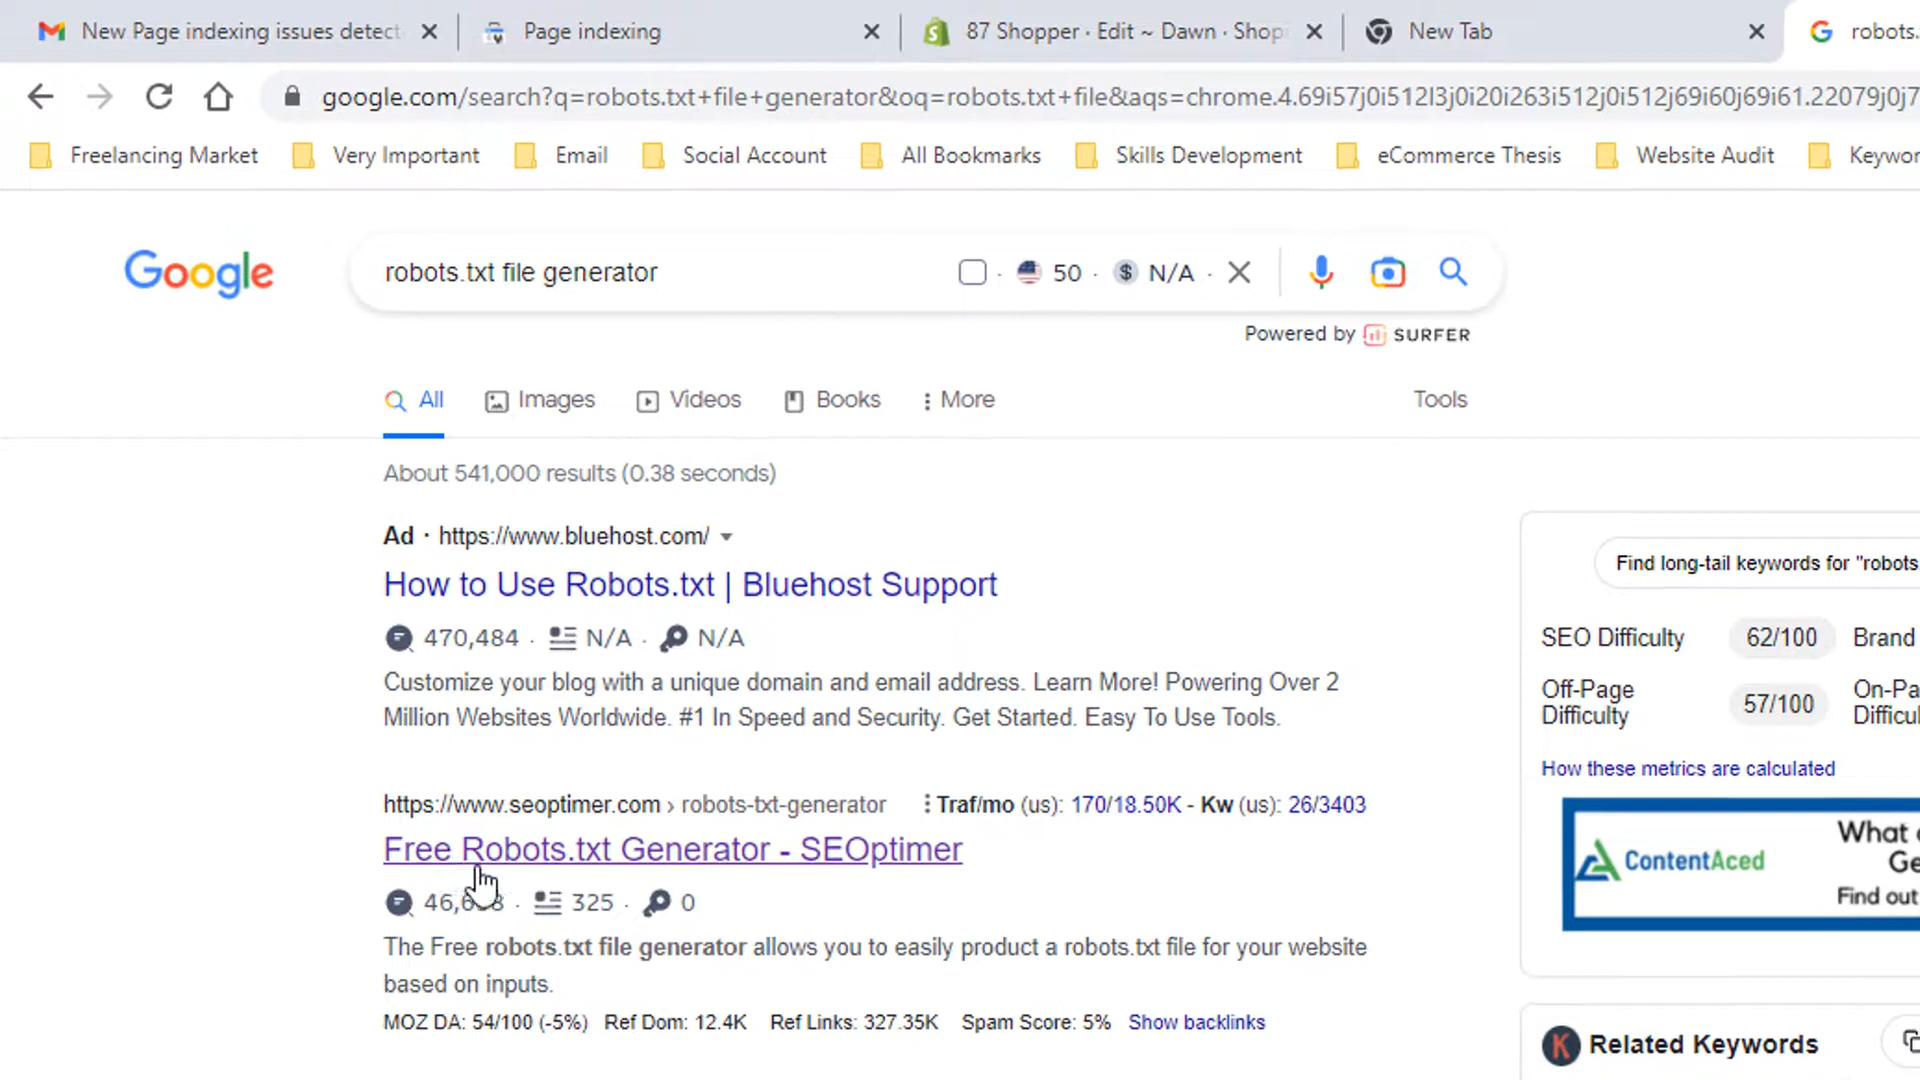 New Page indexing issues detect
Page indexing
87 Shopper · Edit ~ Dawn · Shop
New Tab
robots.
google.com/search?q=robots.txt+file+generator&oq=robots.txt+file&aqs=chrome.4.69i57j0i512l3j0i20i263i512j0i512j69i60j69i61.22079j0j7
Freelancing Market
Very Important
Email
Social Account
All Bookmarks
Skills Development
eCommerce Thesis
Website Audit
Keywor
Google
robots.txt file generator
· 50 · $ N/A ·
Powered by SURFER
All
Images
Videos
Books
More
Tools
About 541,000 results (0.38 seconds)
Ad · https://www.bluehost.com/
How to Use Robots.txt | Bluehost Support
470,484 · N/A · N/A
Customize your blog with a unique domain and email address. Learn More! Powering Over 2
Million Websites Worldwide. #1 In Speed and Security. Get Started. Easy To Use Tools.
https://www.seoptimer.com › robots-txt-generator
Traf/mo (us): 170/18.50K - Kw (us): 26/3403
Free Robots.txt Generator - SEOptimer
· 325 · 0
The Free robots.txt file generator allows you to easily product a robots.txt file for your website
based on inputs.
MOZ DA: 54/100 (-5%) Ref Dom: 12.4K Ref Links: 327.35K Spam Score: 5% Show backlinks
Find long-tail keywords for "robots.
SEO Difficulty 62/100 Brand
Off-Page
Difficulty
57/100
On-Pa
Difficu
How these metrics are calculated
ContentAced
What
Ge
Find out
K Related Keywords